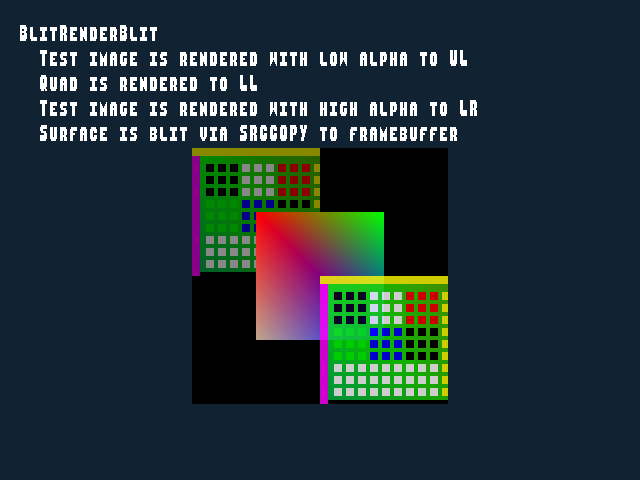 BlitRenderBlit
Test image is rendered with low alpha to UL
Quad is rendered to LL
Test image is rendered with high alpha to LR
Surface is blit via SRCCOPY to framebuffer